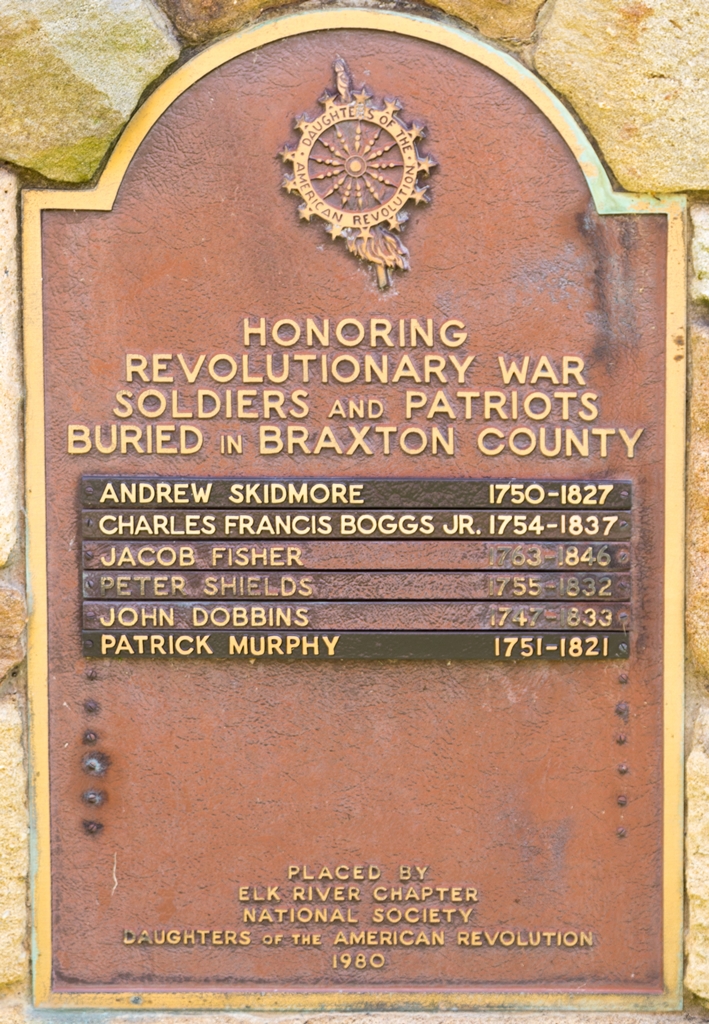 DAUGHTERS OF THE
AMERICAN REVOLUTION
HONORING
REVOLUTIONARY WAR
SOLDIERS AND PATRIOTS
BURIED IN BRAXTON COUNTY
ANDREW SKIDMORE 1750-1827
CHARLES FRANCIS BOGGS JR. 1754-1837
JACOB FISHER 1763-1846
PETER SHIELDS 1755-1832
JOHN DOBBINS 1747-1833
PATRICK MURPHY 1751-1821
PLACED BY
ELK RIVER CHAPTER
NATIONAL SOCIETY
DAUGHTERS OF THE AMERICAN REVOLUTION
1980